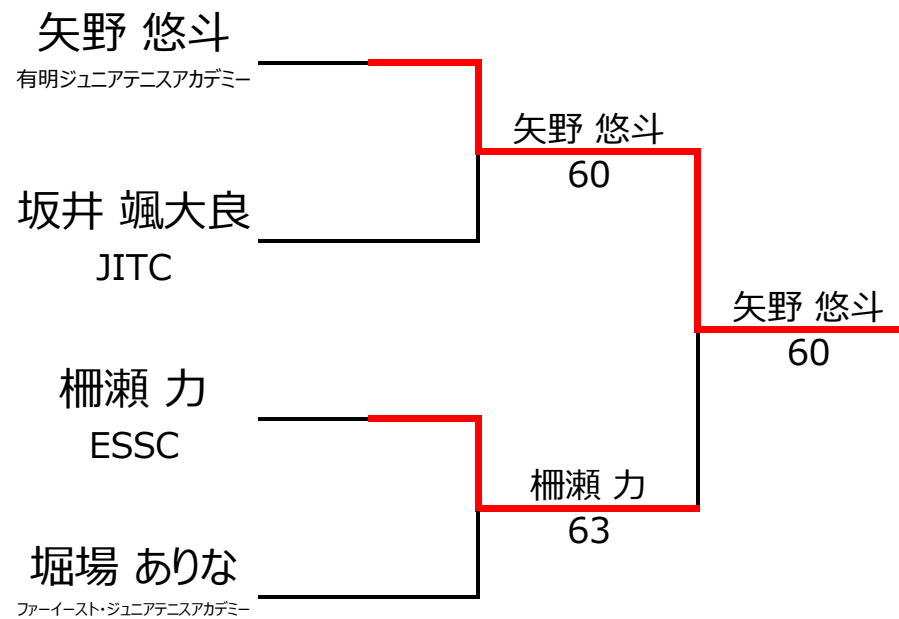 矢野 悠斗
有明ジュニアテニスアカデミー
坂井 颯大良
JITC
柵瀬 力
ESSC
堀場 ありな
ファーイースト・ジュニアテニスアカデミー
矢野 悠斗
60
柵瀬 力
63
矢野 悠斗
60